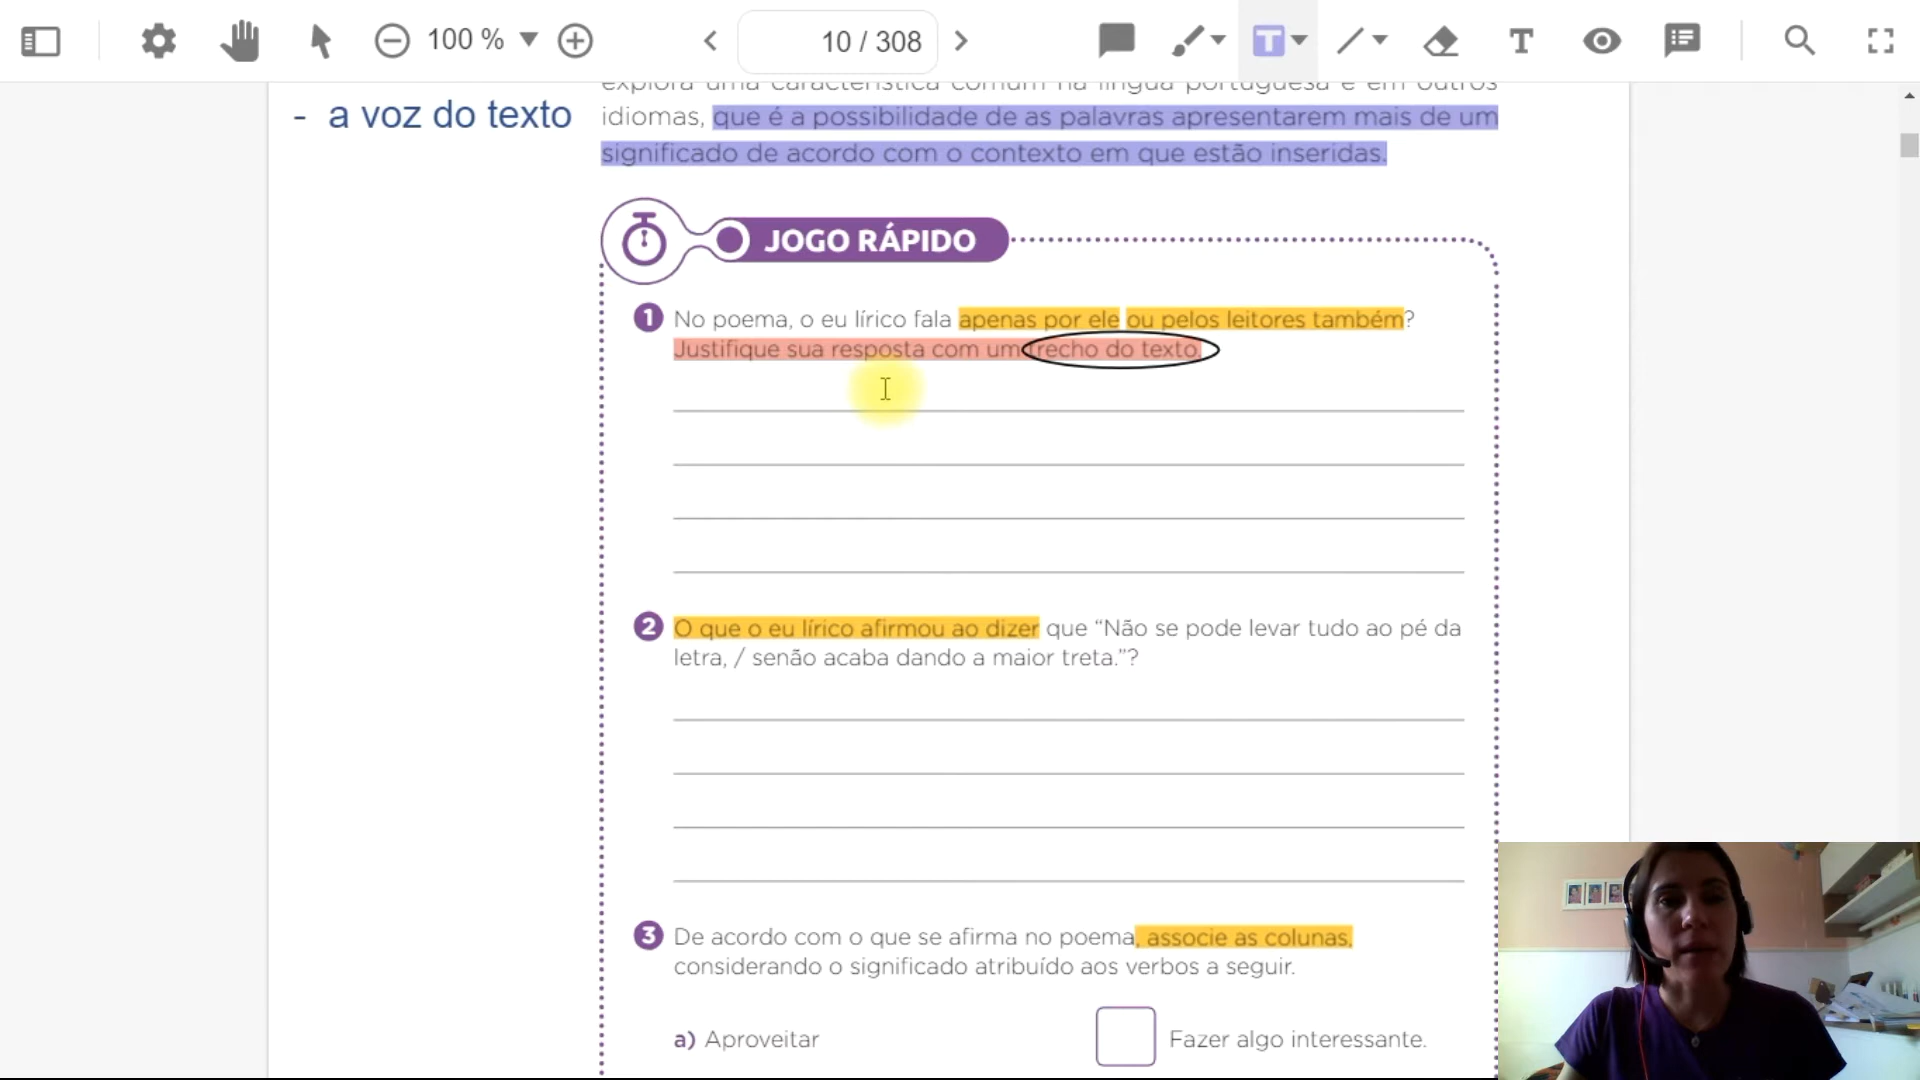 100 %
10 / 308
- a voz do texto
explora uma característica comum na língua portuguesa e em outros
idiomas, que é a possibilidade de as palavras apresentarem mais de um
significado de acordo com o contexto em que estão inseridas.
JOGO RÁPIDO
1 No poema, o eu lírico fala apenas por ele ou pelos leitores também?
Justifique sua resposta com um trecho do texto.
2 O que o eu lírico afirmou ao dizer que “Não se pode levar tudo ao pé da
letra, / senão acaba dando a maior treta.”?
3 De acordo com o que se afirma no poema, associe as colunas,
considerando o significado atribuído aos verbos a seguir.
a) Aproveitar
Fazer algo interessante.